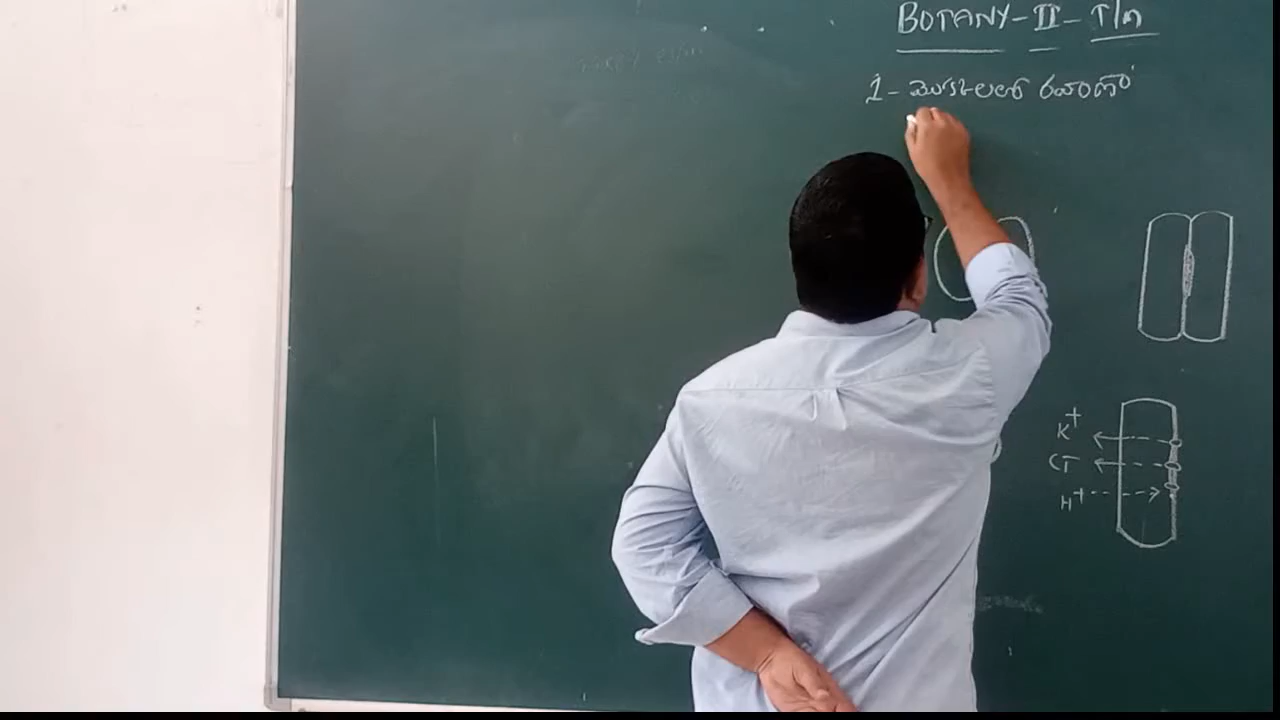 BOTANY-II- T/M
1- మొక్కలలో రవాణా
K+
Cl-
H+